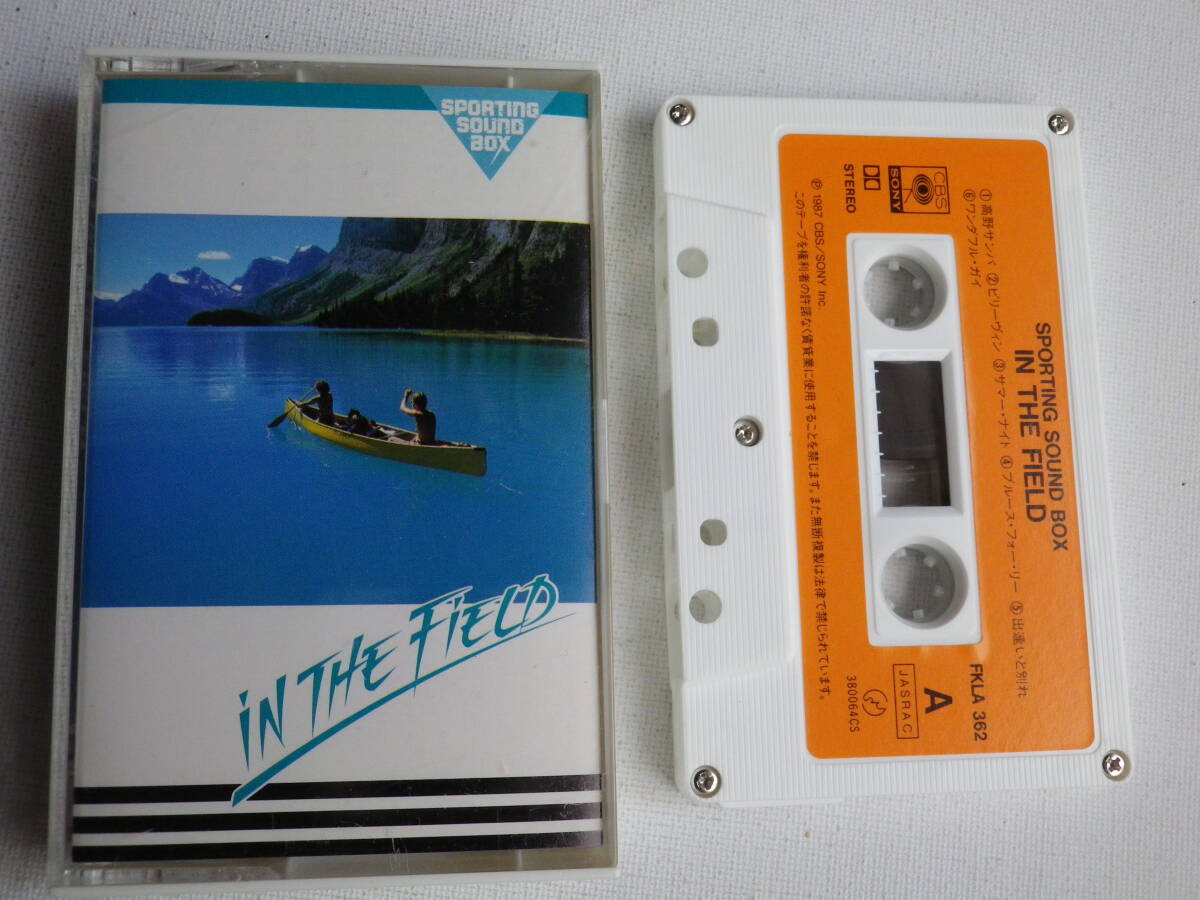 SPORTING
SOUND
BOX
IN THE FiELD
SPORTING SOUND BOX
IN THE FIELD
①高野サンバ ②ビリーヴィン ③サマー・ナイト ④ブルース・フォー・リー ⑤出逢いと別れ
⑥ワンダフル・ガイ
CBS
SONY
STEREO
℗ 1987 CBS/SONY Inc.
このテープを権利者の許諾なく賃貸業に使用することを禁じます。また無断複製は法律で禁じられています。
FKLA 362
A
JASRAC
380064CS